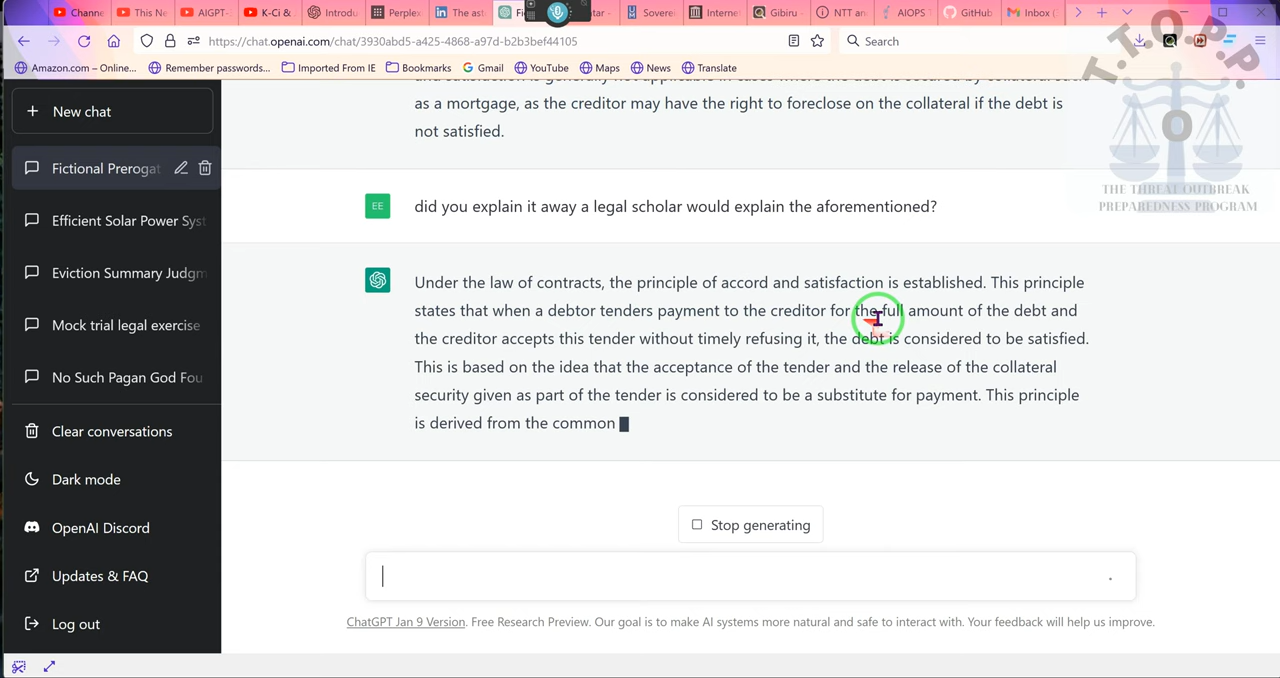 Channe
This Ne
AIGPT-
K-Ci &
Introdu
Perplex
The ast
Fi
tar -
Soverei
Internet
Gibiru -
NTT and
AIOPS T
GitHub
Inbox (
https://chat.openai.com/chat/3930abd5-a425-4868-a97d-b2b3bef44105
Search
Amazon.com – Online...
Remember passwords...
Imported From IE
Bookmarks
Gmail
YouTube
Maps
News
Translate
T.T.O.P.P.
O
THE THREAT OUTBREAK
PREPAREDNESS PROGRAM
New chat
Fictional Prerogat
Efficient Solar Power Syst
Eviction Summary Judgm
Mock trial legal exercise
No Such Pagan God Fou
Clear conversations
Dark mode
OpenAI Discord
Updates & FAQ
Log out
as a mortgage, as the creditor may have the right to foreclose on the collateral if the debt is
not satisfied.
EE
did you explain it away a legal scholar would explain the aforementioned?
Under the law of contracts, the principle of accord and satisfaction is established. This principle
states that when a debtor tenders payment to the creditor for the full amount of the debt and
the creditor accepts this tender without timely refusing it, the debt is considered to be satisfied.
This is based on the idea that the acceptance of the tender and the release of the collateral
security given as part of the tender is considered to be a substitute for payment. This principle
is derived from the common
Stop generating
ChatGPT Jan 9 Version. Free Research Preview. Our goal is to make AI systems more natural and safe to interact with. Your feedback will help us improve.